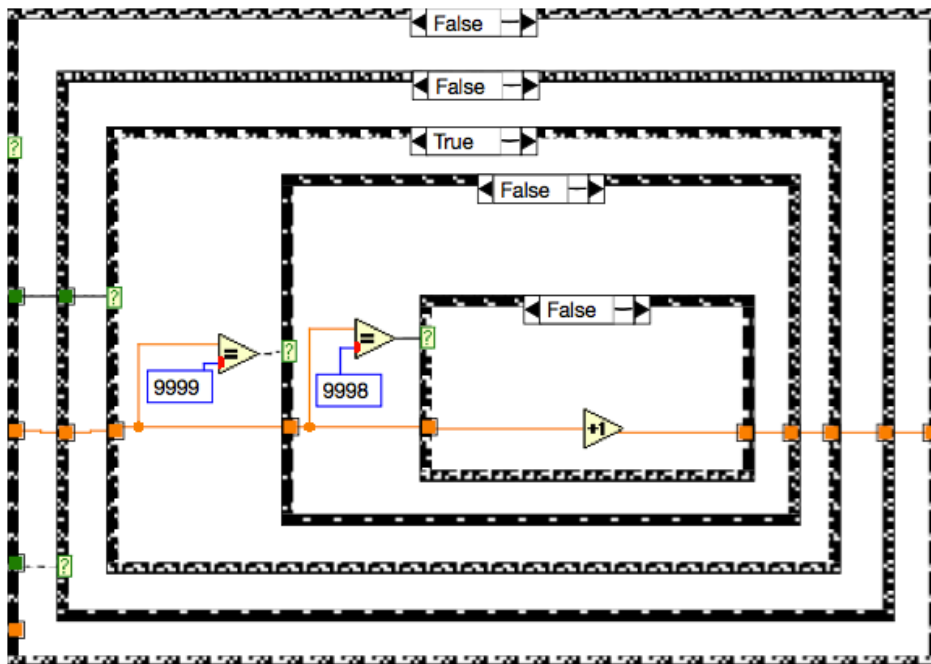 False
False
True
False
False
?
?
=
=
?
?
9999
9998
+1
?